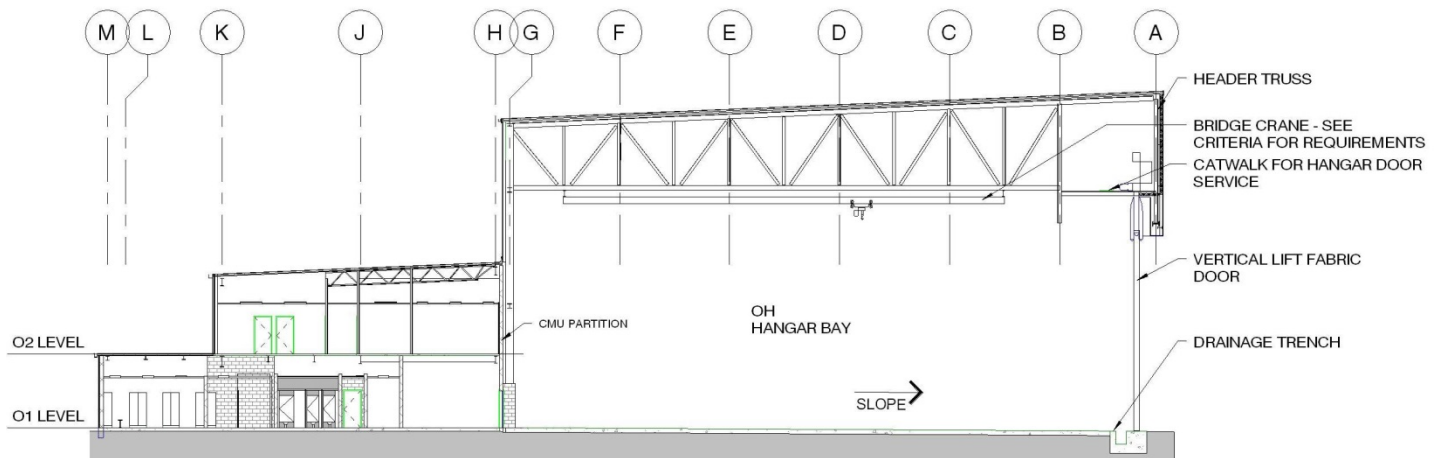 M
L
K
J
H
G
F
E
D
C
B
A
HEADER TRUSS
BRIDGE CRANE - SEE
CRITERIA FOR REQUIREMENTS
CATWALK FOR HANGAR DOOR
SERVICE
VERTICAL LIFT FABRIC
DOOR
OH
HANGAR BAY
CMU PARTITION
O2 LEVEL
DRAINAGE TRENCH
SLOPE
O1 LEVEL